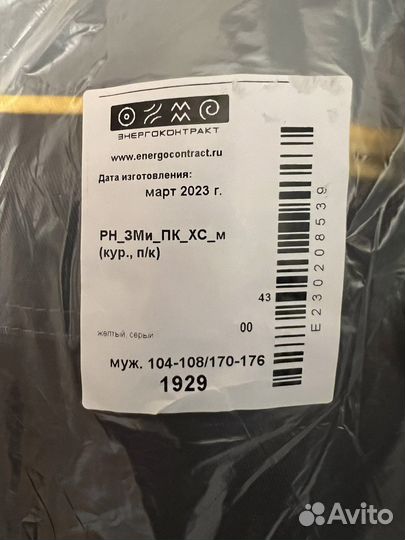 ЭНЕРГОКОНТРАКТ
www.energocontract.ru
Дата изготовления:
март 2023 г.
РН_ЗМи_ПК_ХС_м
(кур., п/к)
43
00
желтый, серый
муж. 104-108/170-176
1929
E230208539
Avito